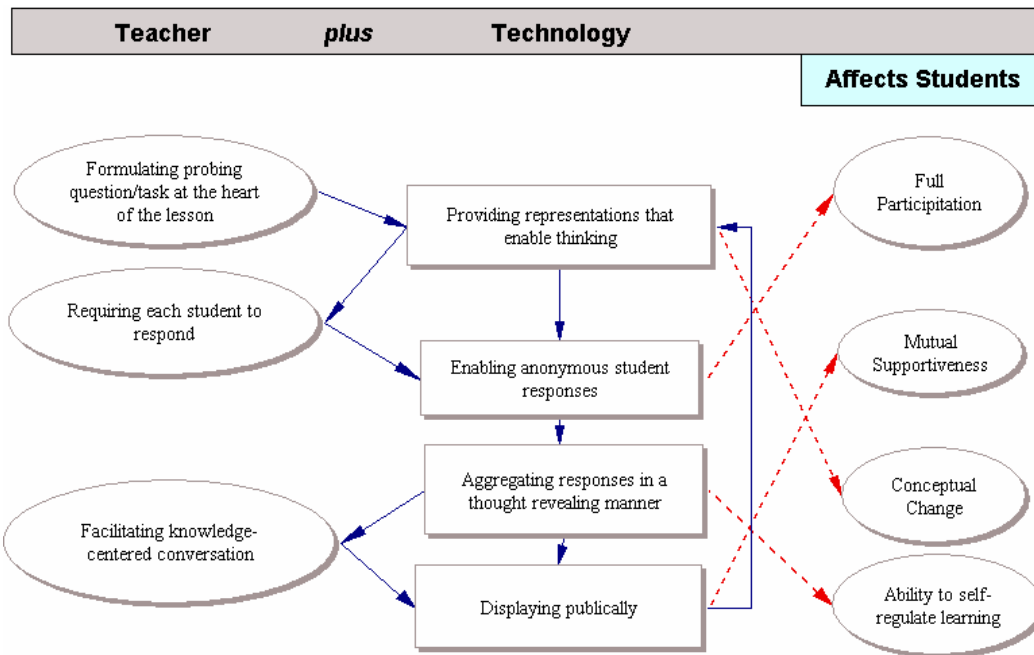 Teacher plus Technology
Affects Students
Formulating probing
question/task at the heart
of the lesson
Providing representations that
enable thinking
Full
Participitation
Requiring each student to
respond
Enabling anonymous student
responses
Mutual
Supportiveness
Aggregating responses in a
thought revealing manner
Conceptual
Change
Facilitating knowledge-
centered conversation
Displaying publically
Ability to self-
regulate learning